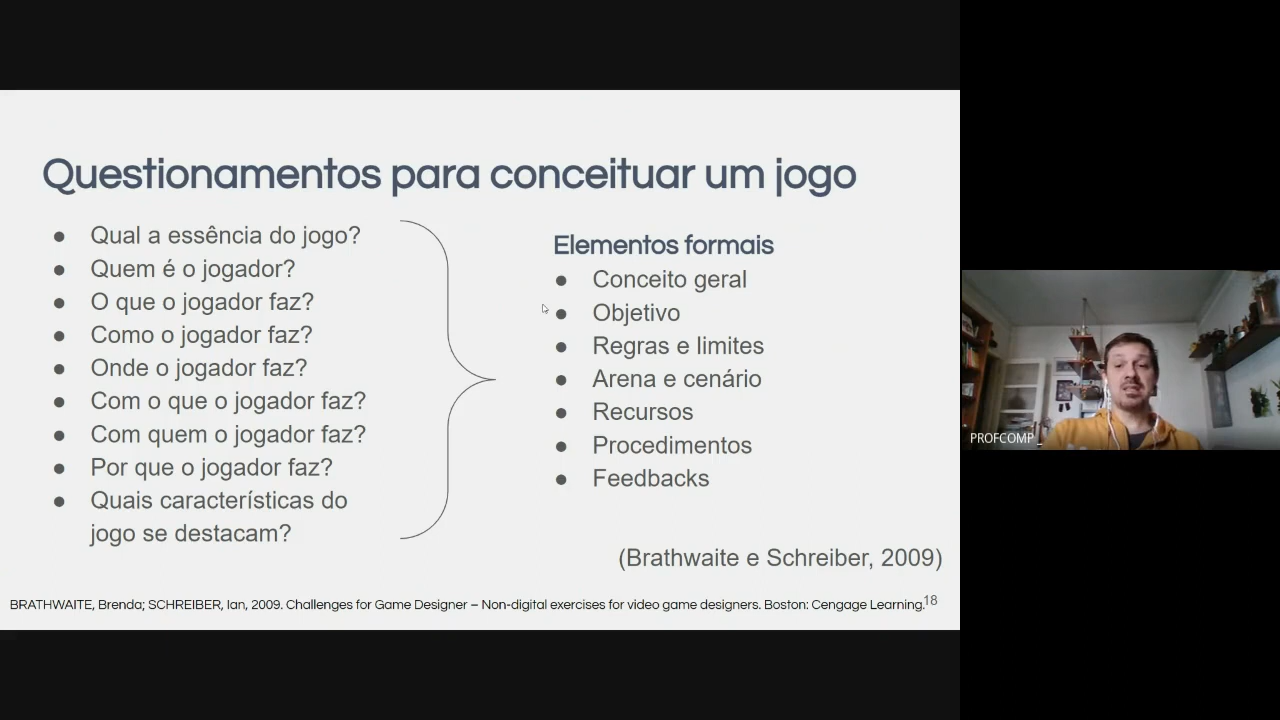 Questionamentos para conceituar um jogo
● Qual a essência do jogo?
● Quem é o jogador?
● O que o jogador faz?
● Como o jogador faz?
● Onde o jogador faz?
● Com o que o jogador faz?
● Com quem o jogador faz?
● Por que o jogador faz?
● Quais características do
jogo se destacam?
Elementos formais
● Conceito geral
● Objetivo
● Regras e limites
● Arena e cenário
● Recursos
● Procedimentos
● Feedbacks
(Brathwaite e Schreiber, 2009)
BRATHWAITE, Brenda; SCHREIBER, Ian, 2009. Challenges for Game Designer – Non-digital exercises for video game designers. Boston: Cengage Learning.
18
PROFCOMP _